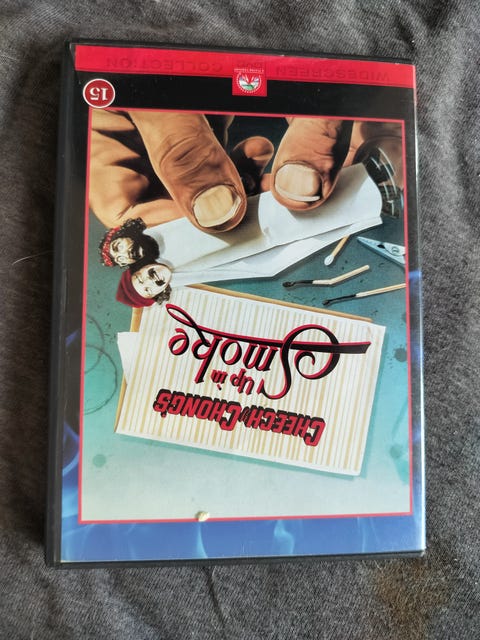 CHEECH Y CHONG'S
Up in
Smoke
15
WIDESCREEN COLLECTION